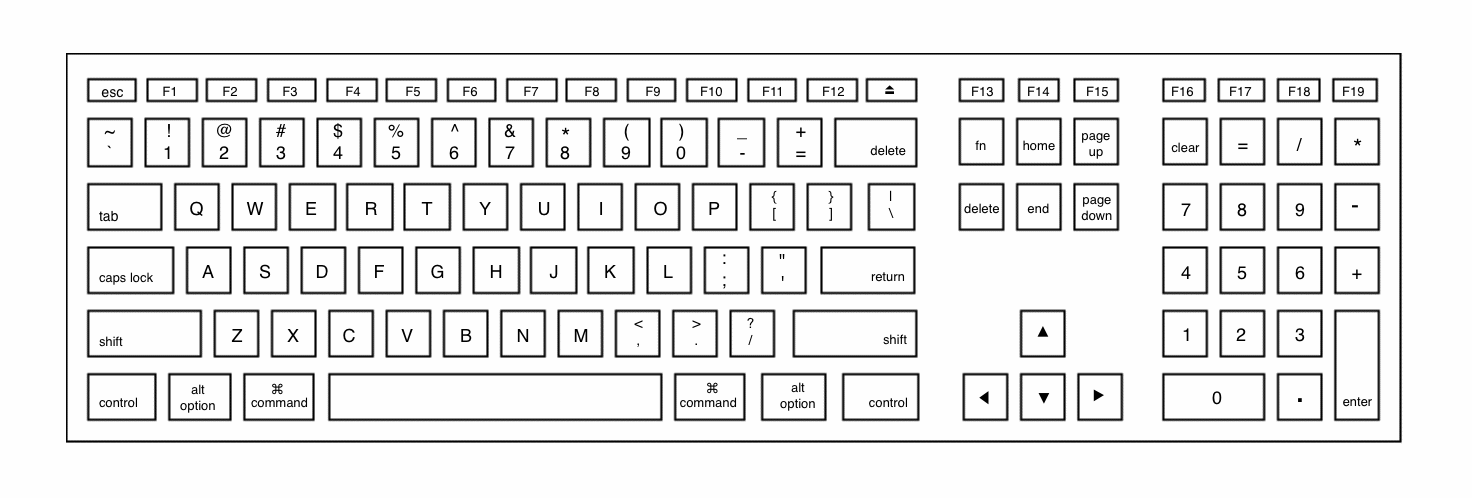 esc F1 F2 F3 F4 F5 F6 F7 F8 F9 F10 F11 F12 ⏏ F13 F14 F15 F16 F17 F18 F19
~ ! @ # $ % ^ & * ( ) _ + page
` 1 2 3 4 5 6 7 8 9 0 - = delete fn home up clear = / *
{ } | page
tab Q W E R T Y U I O P [ ] \ delete end down 7 8 9 -
: "
caps lock A S D F G H J K L ; ' return 4 5 6 +
< > ?
shift Z X C V B N M , . / shift ▲ 1 2 3
alt ⌘ ⌘ alt
control option command command option control ◀ ▼ ▶ 0 . enter